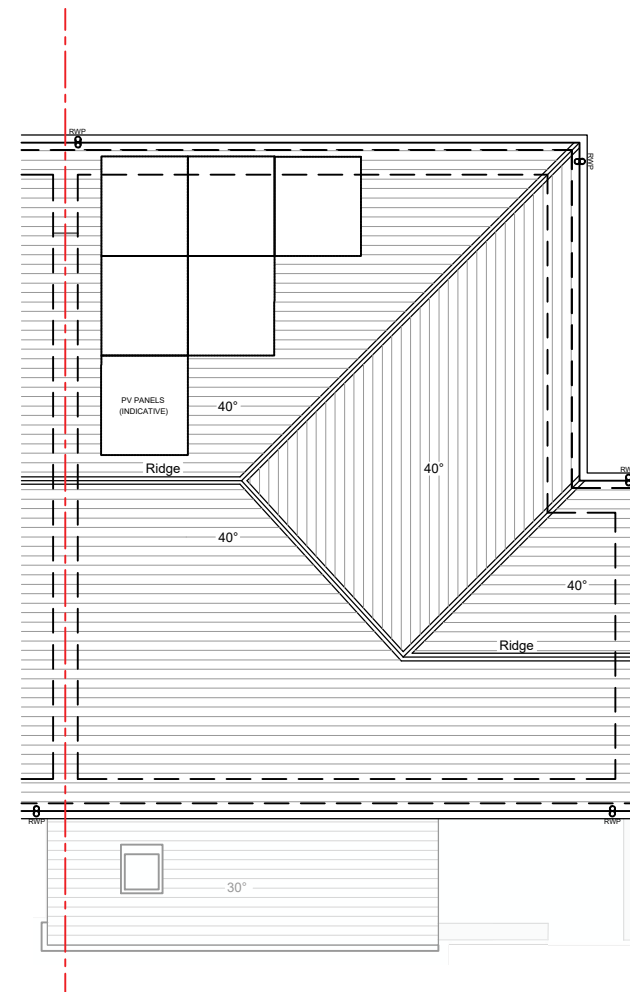 RWP
RWP
PV PANELS
(INDICATIVE)
40°
Ridge
40°
RW
40°
40°
Ridge
RWP
RWP
30°